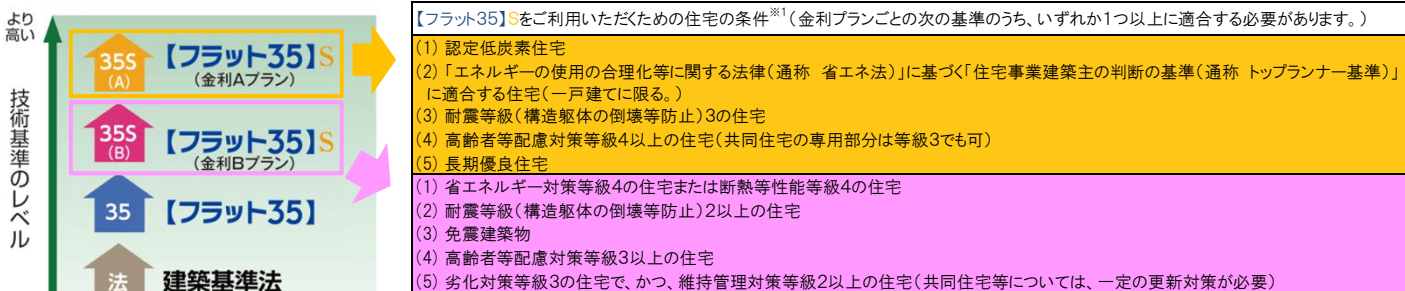 より
高い
技術基準のレベル
35S
(A)
【フラット35】S
(金利Aプラン)
35S
(B)
【フラット35】S
(金利Bプラン)
35
【フラット35】
法
建築基準法
【フラット35】Sをご利用いただくための住宅の条件※1(金利プランごとの次の基準のうち、いずれか1つ以上に適合する必要があります。)
(1) 認定低炭素住宅
(2) 「エネルギーの使用の合理化等に関する法律(通称 省エネ法)」に基づく「住宅事業建築主の判断の基準(通称 トップランナー基準)」
に適合する住宅(一戸建てに限る。)
(3) 耐震等級(構造躯体の倒壊等防止)3の住宅
(4) 高齢者等配慮対策等級4以上の住宅(共同住宅の専用部分は等級3でも可)
(5) 長期優良住宅
(1) 省エネルギー対策等級4の住宅または断熱等性能等級4の住宅
(2) 耐震等級(構造躯体の倒壊等防止)2以上の住宅
(3) 免震建築物
(4) 高齢者等配慮対策等級3以上の住宅
(5) 劣化対策等級3の住宅で、かつ、維持管理対策等級2以上の住宅(共同住宅等については、一定の更新対策が必要)